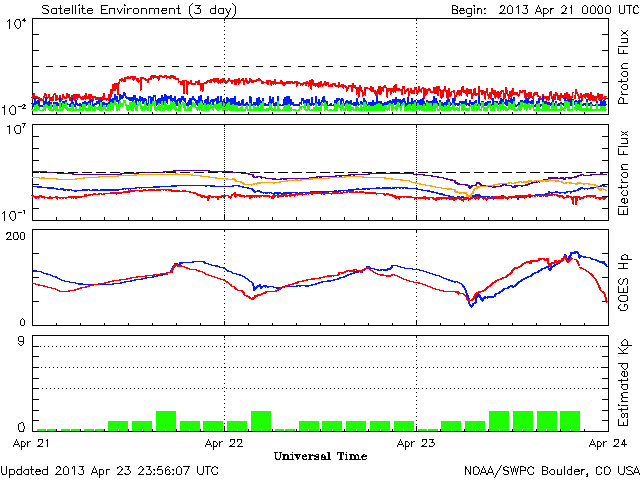 Satellite Environment (3 day) Begin: 2013 Apr 21 0000 UTC
10⁴
Proton Flux
10⁻²
10⁷
Electron Flux
10⁻¹
200
GOES Hp
0
9
Estimated Kp
0
Apr 21 Apr 22 Apr 23 Apr 24
Universal Time
Updated 2013 Apr 23 23:56:07 UTC NOAA/SWPC Boulder, CO USA